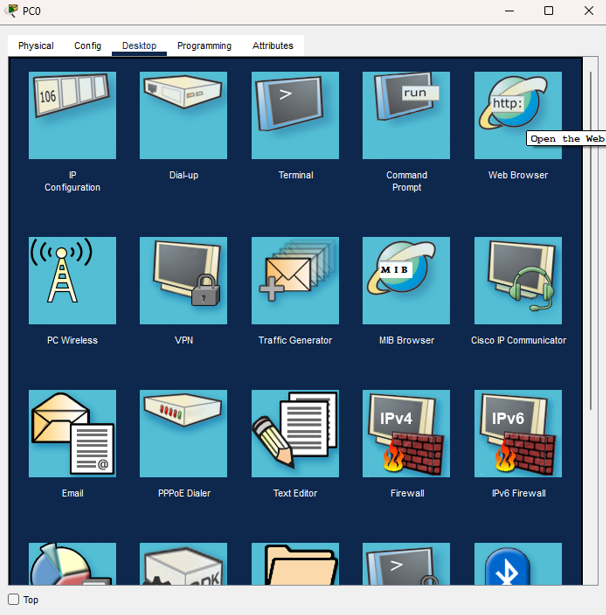 PC0
Physical Config Desktop Programming Attributes
106
>
run
http:
Open the Web
IP
Configuration
Dial-up
Terminal
Command
Prompt
Web Browser
MIB
PC Wireless
VPN
Traffic Generator
MIB Browser
Cisco IP Communicator
@
IPv4
IPv6
Email
PPPoE Dialer
Text Editor
Firewall
IPv6 Firewall
>
Top